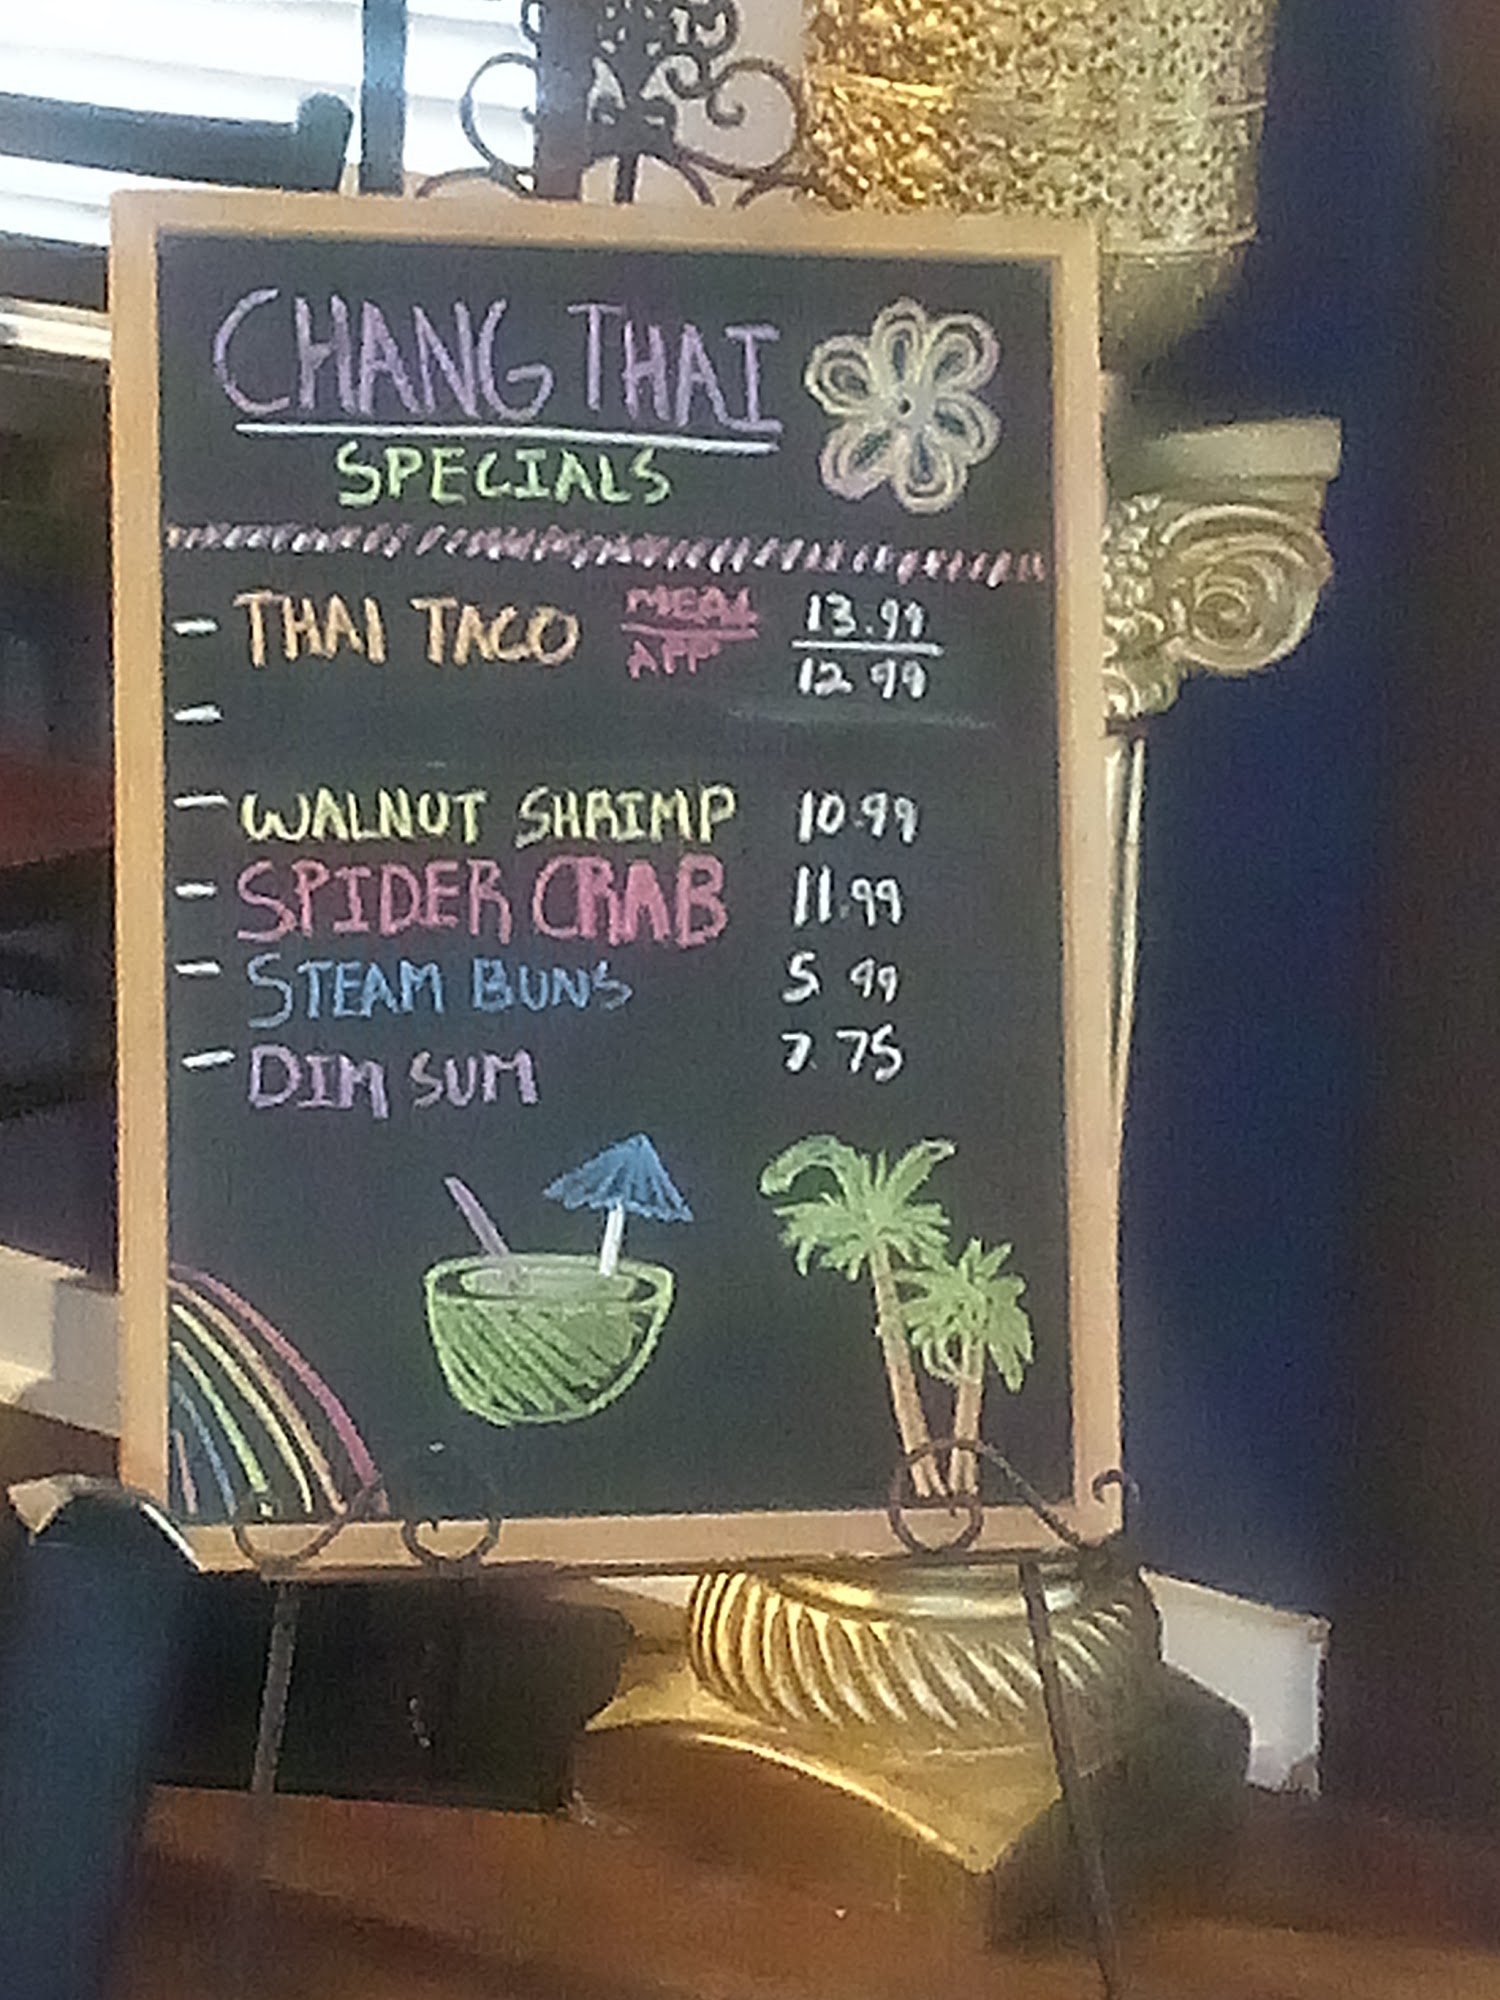 CHANG THAI
SPECIALS
- THAI TACO MEAL 13.99
APP 12.99
-
- WALNUT SHRIMP 10.99
- SPIDER CRAB 11.99
- STEAM BUNS 5.99
- DIM SUM 7.75